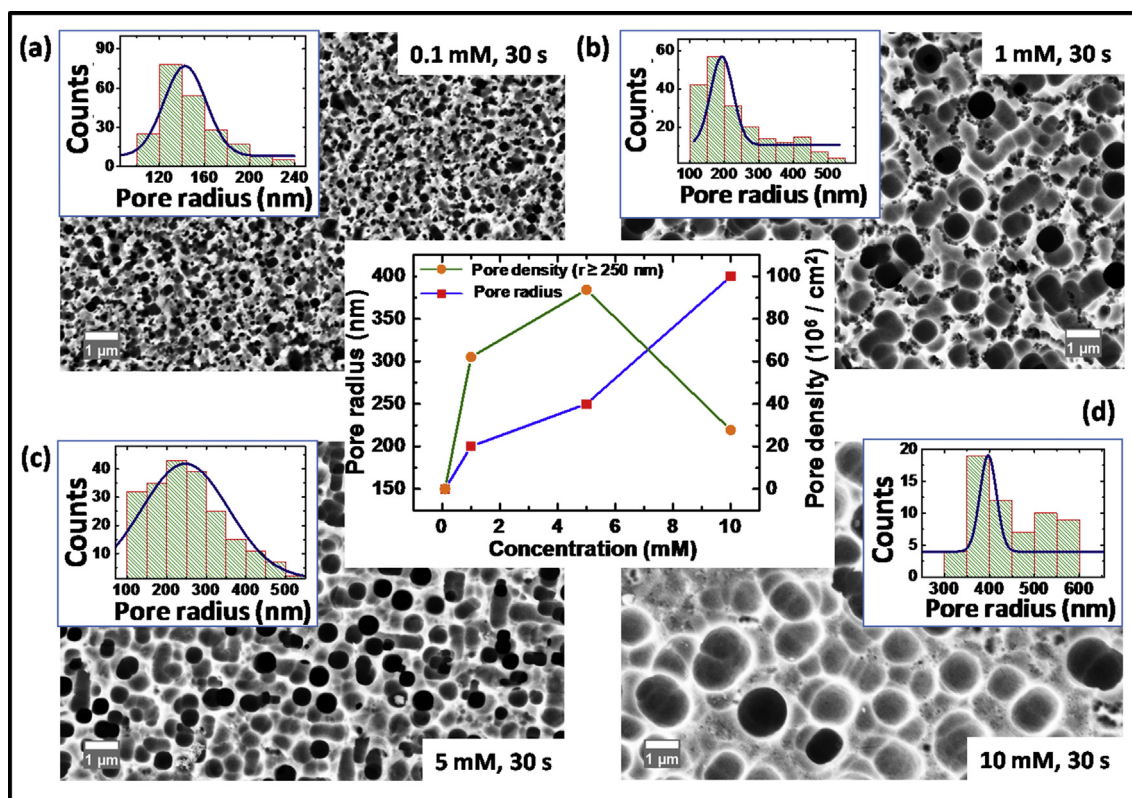 (a)
0.1 mM, 30 s
Counts
90
60
30
0
120 160 200 240
Pore radius (nm)
1 µm
(b)
1 mM, 30 s
Counts
60
40
20
100 200 300 400 500
Pore radius (nm)
1 µm
Pore density (r ≥ 250 nm)
Pore radius
Pore radius (nm)
400
350
300
250
200
150
Pore density (10⁶ / cm²)
100
80
60
40
20
0
0 2 4 6 8 10
Concentration (mM)
(c)
5 mM, 30 s
Counts
40
30
20
10
100 200 300 400 500
Pore radius (nm)
1 µm
(d)
10 mM, 30 s
Counts
20
15
10
5
0
300 400 500 600
Pore radius (nm)
1 µm